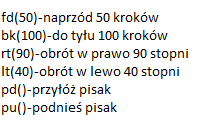 fd(50)-naprzód 50 kroków
bk(100)-do tyłu 100 kroków
rt(90)-obrót w prawo 90 stopni
lt(40)-obrót w lewo 40 stopni
pd()-przyłóż pisak
pu()-podnieś pisak